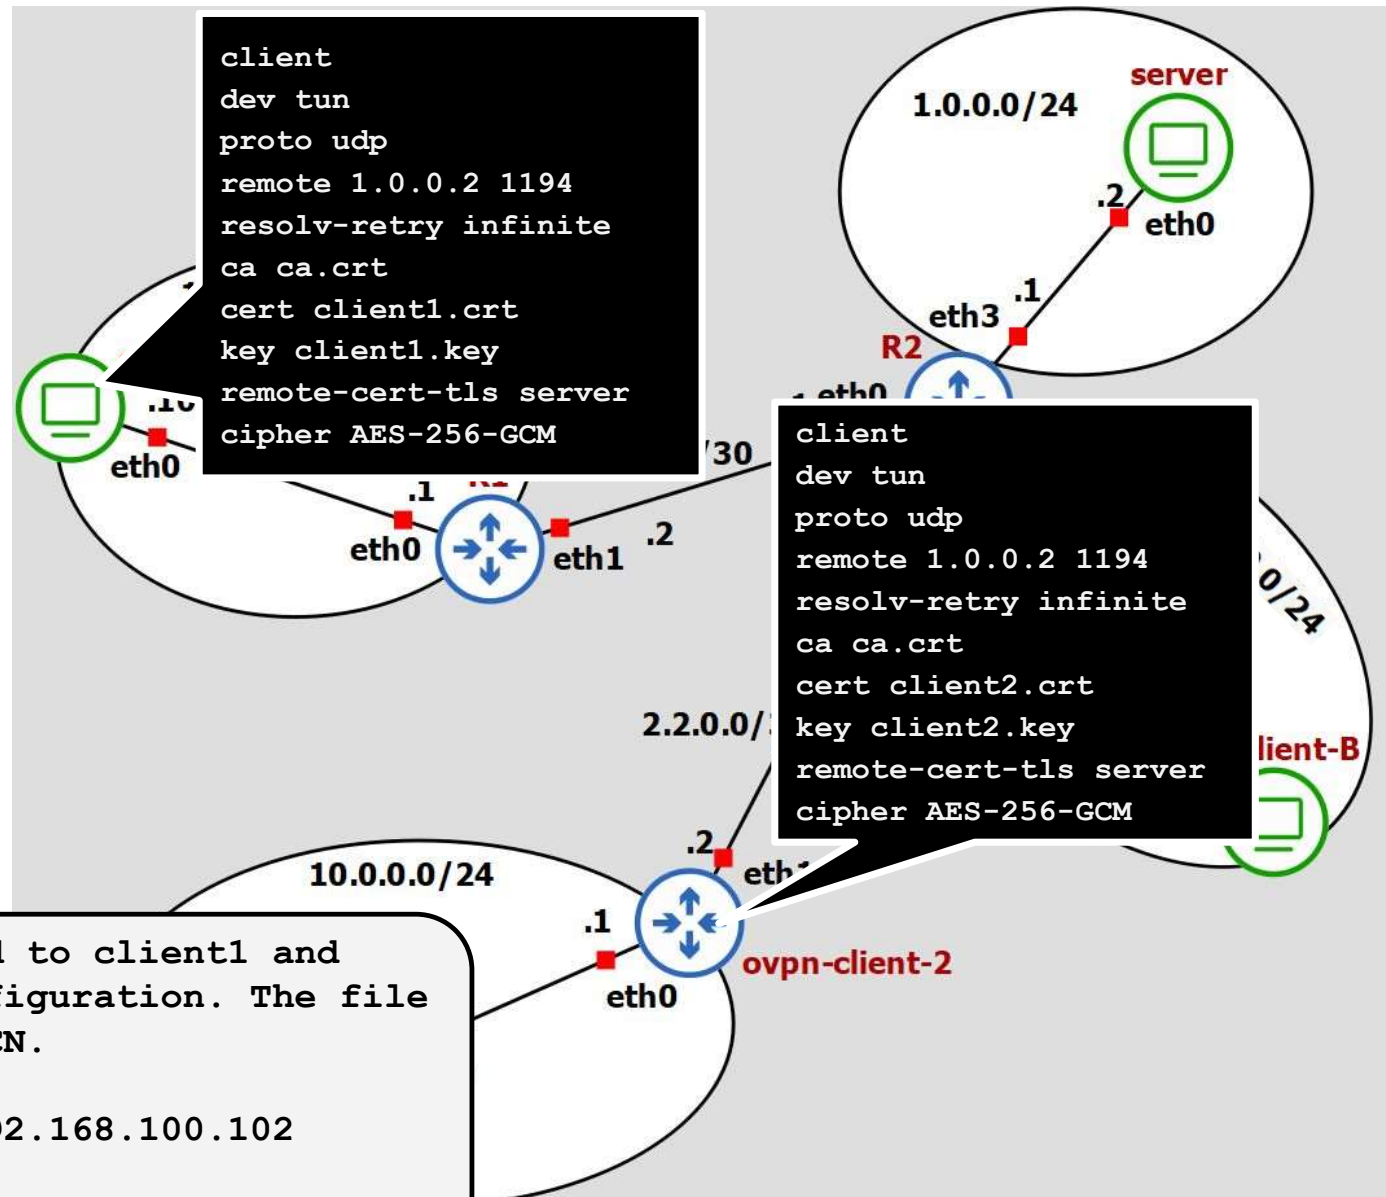 client
dev tun
proto udp
remote 1.0.0.2 1194
resolv-retry infinite
ca ca.crt
cert client1.crt
key client1.key
remote-cert-tls server
cipher AES-256-GCM
server
1.0.0.0/24
.2
eth0
.1
eth3
R2
eth0
eth0
/30
.1
R1
eth0
.2
eth1
client
dev tun
proto udp
remote 1.0.0.2 1194
resolv-retry infinite
ca ca.crt
cert client2.crt
key client2.key
remote-cert-tls server
cipher AES-256-GCM
0/24
2.2.0.0/
lient-B
.2
eth1
10.0.0.0/24
.1
eth0
ovpn-client-2
to client1 and
figuration. The file
CN.
92.168.100.102